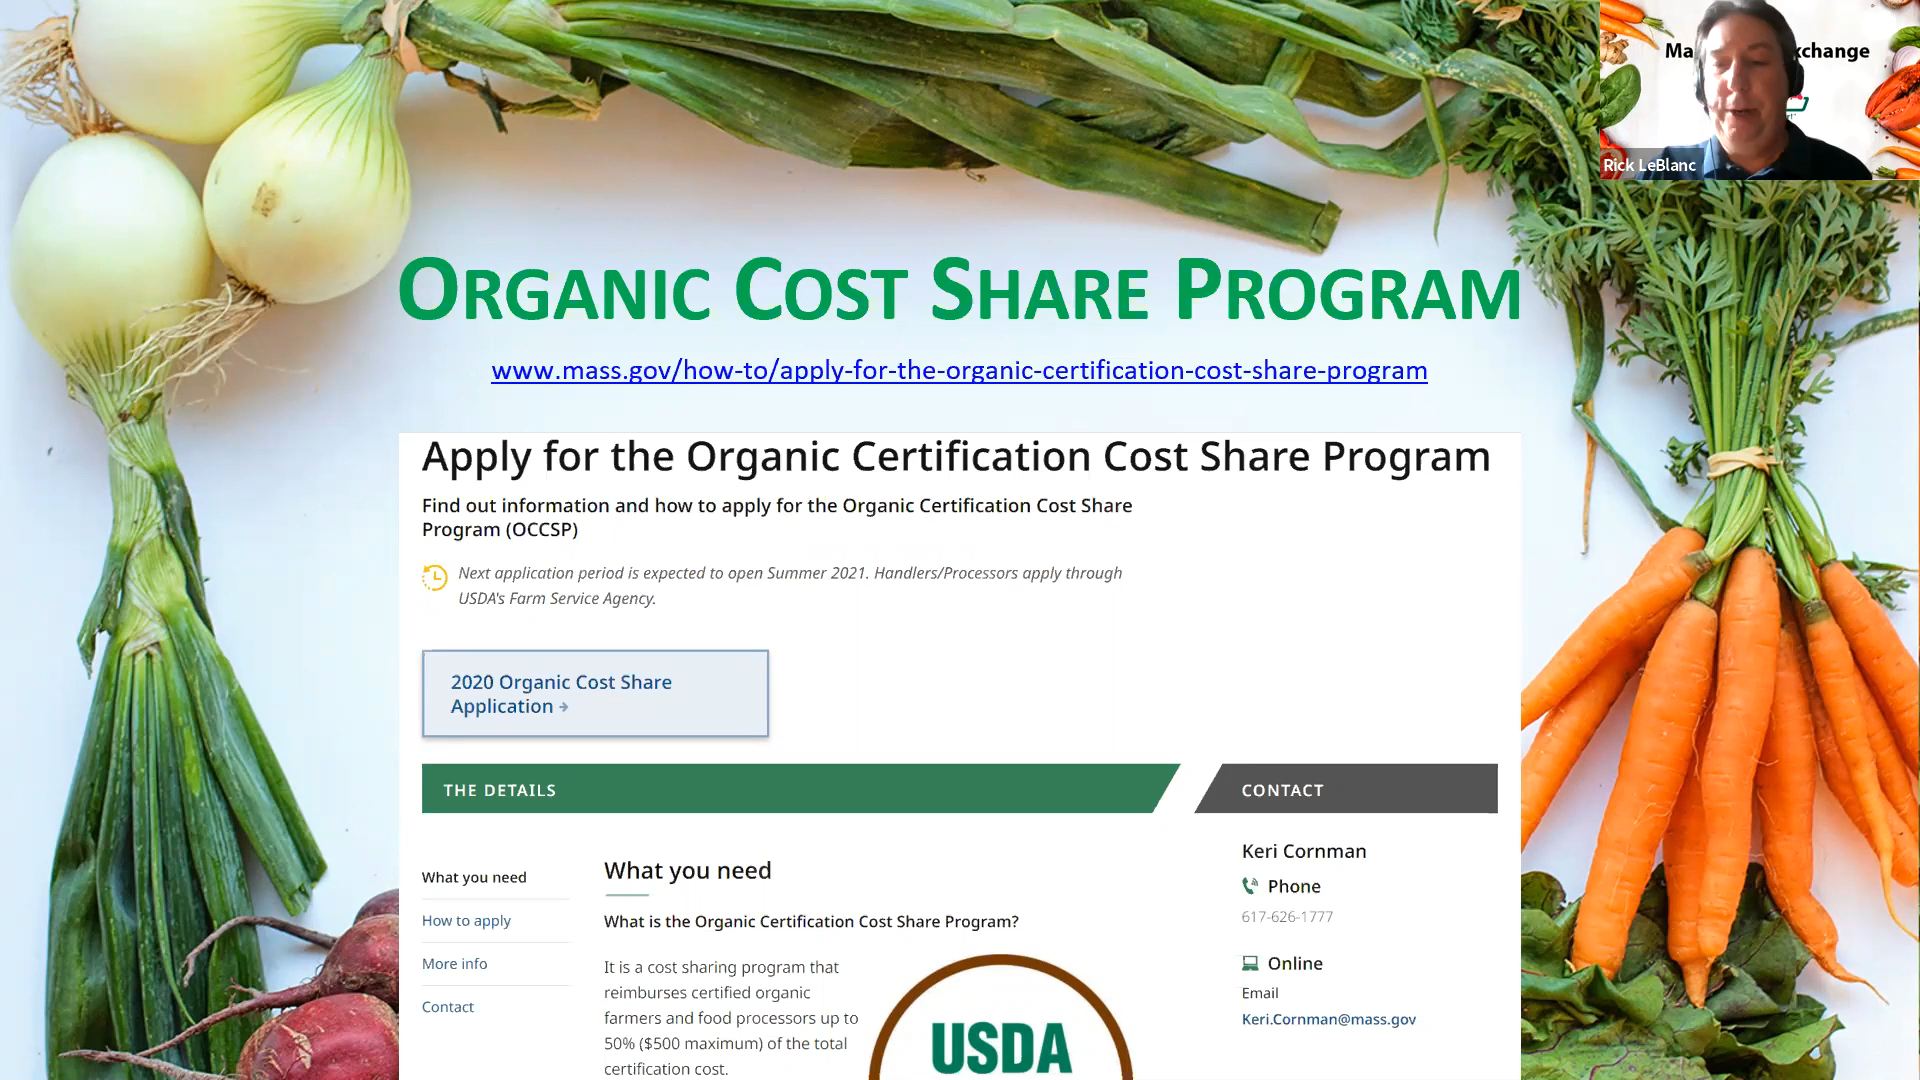 Ma xchange
Rick LeBlanc
ORGANIC COST SHARE PROGRAM
www.mass.gov/how-to/apply-for-the-organic-certification-cost-share-program
Apply for the Organic Certification Cost Share Program
Find out information and how to apply for the Organic Certification Cost Share
Program (OCCSP)
Next application period is expected to open Summer 2021. Handlers/Processors apply through
USDA's Farm Service Agency.
2020 Organic Cost Share
Application
THE DETAILS
What you need
How to apply
More info
Contact
What you need
What is the Organic Certification Cost Share Program?
It is a cost sharing program that
reimburses certified organic
farmers and food processors up to
50% ($500 maximum) of the total
certification cost.
USDA
CONTACT
Keri Cornman
Phone
617-626-1777
Online
Email
Keri.Cornman@mass.gov